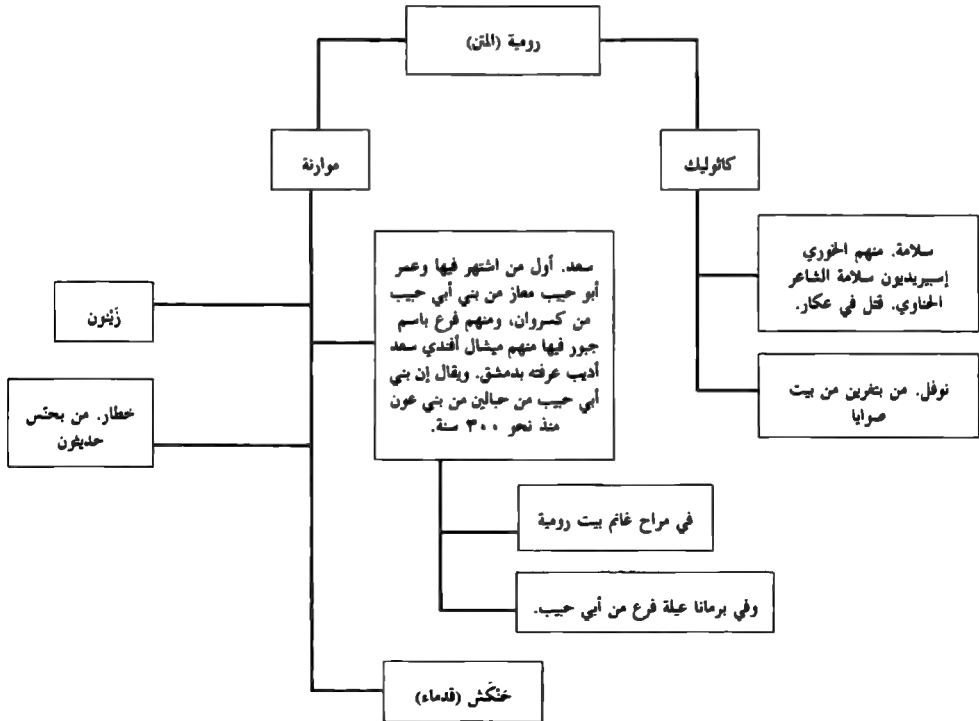 رومية (المتن)
كاثوليك
موارنة
سلامة. منهم الخوري
إسبيريديون سلامة الشاعر
الحناوي. قتل في عكار.
نوفل. من بتغرين من بيت
صوايا
سعد. أول من اشتهر فيها وعمر
أبو حبيب معاز من بني أبي حبيب
من كسروان، ومنهم فرع باسم
جبور فيها منهم ميشال أفندي سعد
أديب عرفته بدمشق. ويقال إن بني
أبي حبيب من حبالين من بني عون
منذ نحو ٣٠٠ سنة.
في مراح غانم بيت رومية
وفي برمانا عيلة فرع من أبي حبيب.
زَيْنون
خطار. من بحنّس
حديثون
حَنْكَش (قدماء)